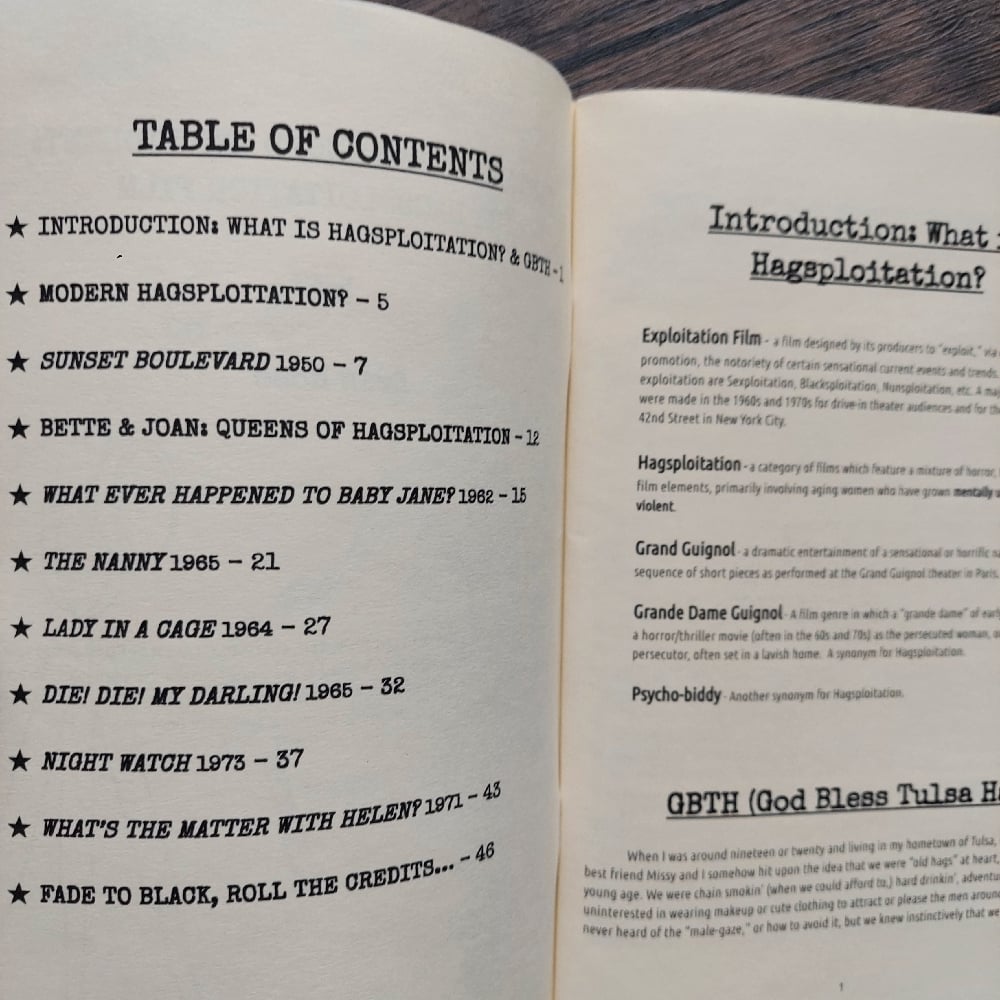 TABLE OF CONTENTS
★ INTRODUCTION: WHAT IS HAGSPLOITATION? & GBTH - 1
★ MODERN HAGSPLOITATION? – 5
★ SUNSET BOULEVARD 1950 – 7
★ BETTE & JOAN: QUEENS OF HAGSPLOITATION - 12
★ WHAT EVER HAPPENED TO BABY JANE? 1962 – 15
★ THE NANNY 1965 – 21
★ LADY IN A CAGE 1964 – 27
★ DIE! DIE! MY DARLING! 1965 – 32
★ NIGHT WATCH 1973 – 37
★ WHAT'S THE MATTER WITH HELEN? 1971 – 43
★ FADE TO BLACK, ROLL THE CREDITS... – 46
Introduction: What
Hagsploitation?
Exploitation Film - a film designed by its producers to "exploit," via
promotion, the notoriety of certain sensational current events and trends.
exploitation are Sexploitation, Blacksploitation, Nunsploitation, etc. A
were made in the 1960s and 1970s for drive-in theater audiences and for
42nd Street in New York City.
Hagsploitation - a category of films which feature a mixture of horror,
film elements, primarily involving aging women who have grown mentally
violent.
Grand Guignol - a dramatic entertainment of a sensational or horrific
sequence of short pieces as performed at the Grand Guignol theater in Paris.
Grande Dame Guignol - A film genre in which a "grande dame" of
a horror/thriller movie (often in the 60s and 70s) as the persecuted woman,
persecutor, often set in a lavish home. A synonym for Hagsploitation.
Psycho-biddy - Another synonym for Hagsploitation.
GBTH (God Bless Tulsa
When I was around nineteen or twenty and living in my hometown of Tulsa,
best friend Missy and I somehow hit upon the idea that we were "old hags" at heart,
young age. We were chain smokin' (when we could afford to,) hard drinkin',
uninterested in wearing makeup or cute clothing to attract or please the men
never heard of the "male-gaze," or how to avoid it, but we knew instinctively that
1